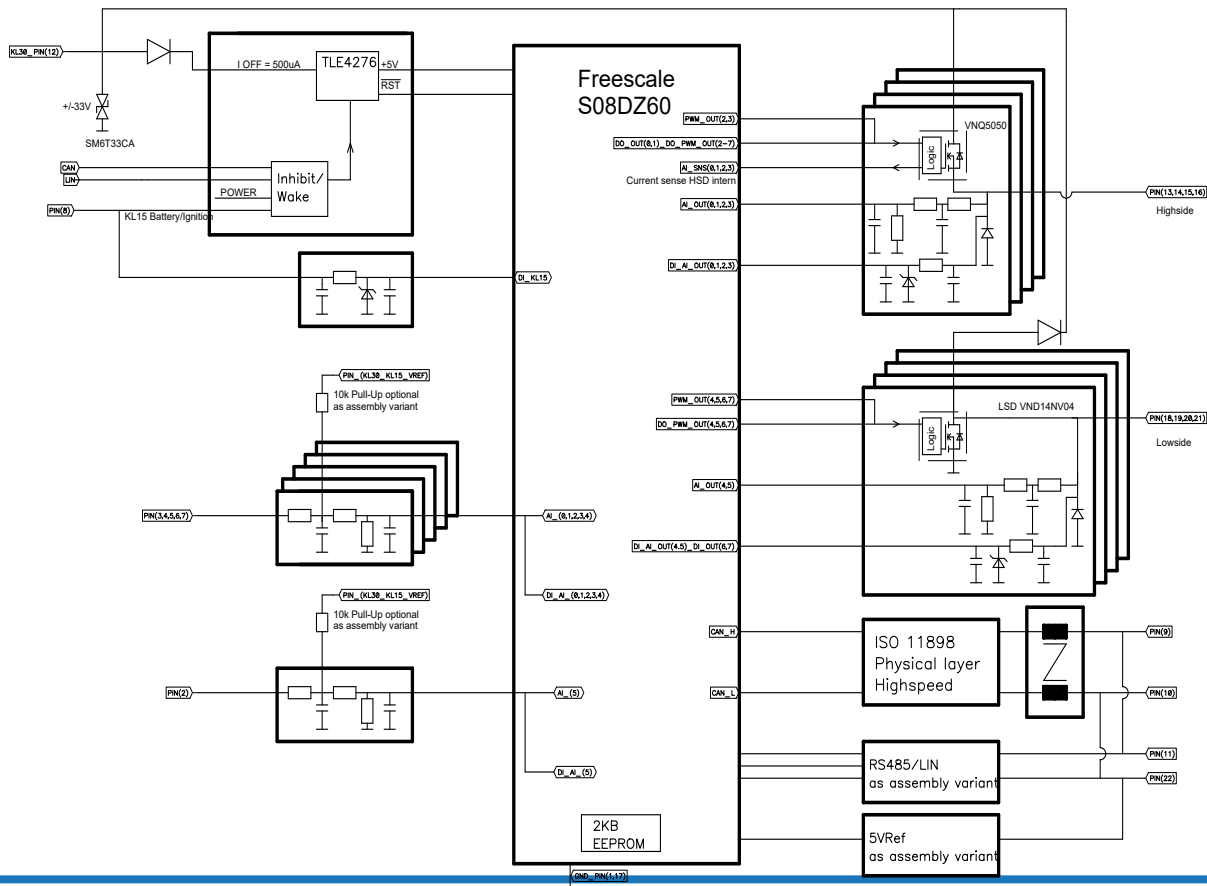 KL30_PIN(12)
I OFF = 500uA
TLE4276
+5V
RST
+/-33V
SM6T33CA
CAN
LIN
POWER
Inhibit/
Wake
PIN(8)
KL15 Battery/Ignition
DI_KL15
PIN_(KL30_KL15_VREF)
10k Pull-Up optional
as assembly variant
PIN(3,4,5,6,7)
AI_(0,1,2,3,4)
DI_AI_(0,1,2,3,4)
PIN_(KL30_KL15_VREF)
10k Pull-Up optional
as assembly variant
PIN(2)
AI_(5)
DI_AI_(5)
Freescale
S08DZ60
2KB
EEPROM
GND_PIN(1,17)
PWM_OUT(2,3)
DO_OUT(0,1)_DO_PWM_OUT(2-7)
AI_SNS(0,1,2,3)
Current sense HSD intern
AI_OUT(0,1,2,3)
DI_AI_OUT(0,1,2,3)
VNQ5050
Logic
PIN(13,14,15,16)
Highside
PWM_OUT(4,5,6,7)
DO_PWM_OUT(4,5,6,7)
AI_OUT(4,5)
DI_AI_OUT(4.5)_DI_OUT(6,7)
LSD VND14NV04
Logic
PIN(18,19,20,21)
Lowside
CAN_H
CAN_L
ISO 11898
Physical layer
Highspeed
Z
PIN(9)
PIN(10)
RS485/LIN
as assembly variant
PIN(11)
PIN(22)
5VRef
as assembly variant